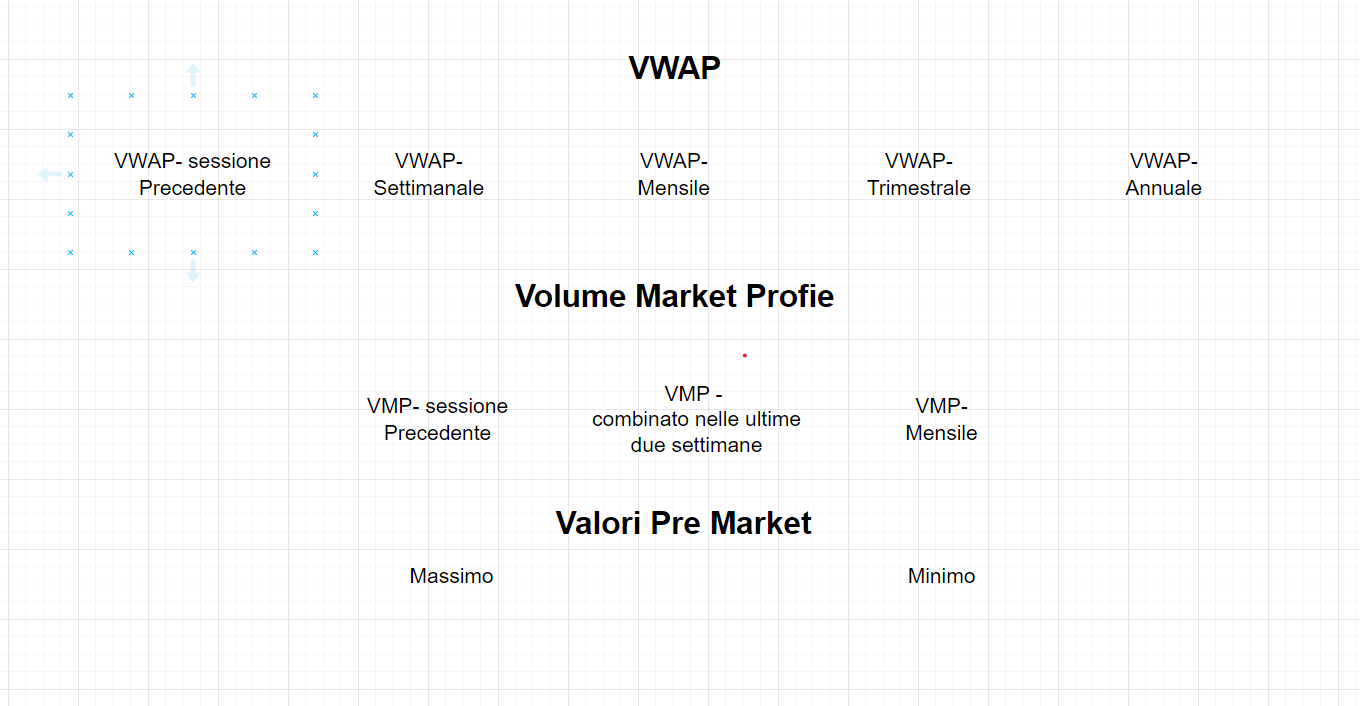 VWAP
VWAP- sessione
Precedente
VWAP-
Settimanale
VWAP-
Mensile
VWAP-
Trimestrale
VWAP-
Annuale
Volume Market Profie
VMP- sessione
Precedente
VMP -
combinato nelle ultime
due settimane
VMP-
Mensile
Valori Pre Market
Massimo
Minimo